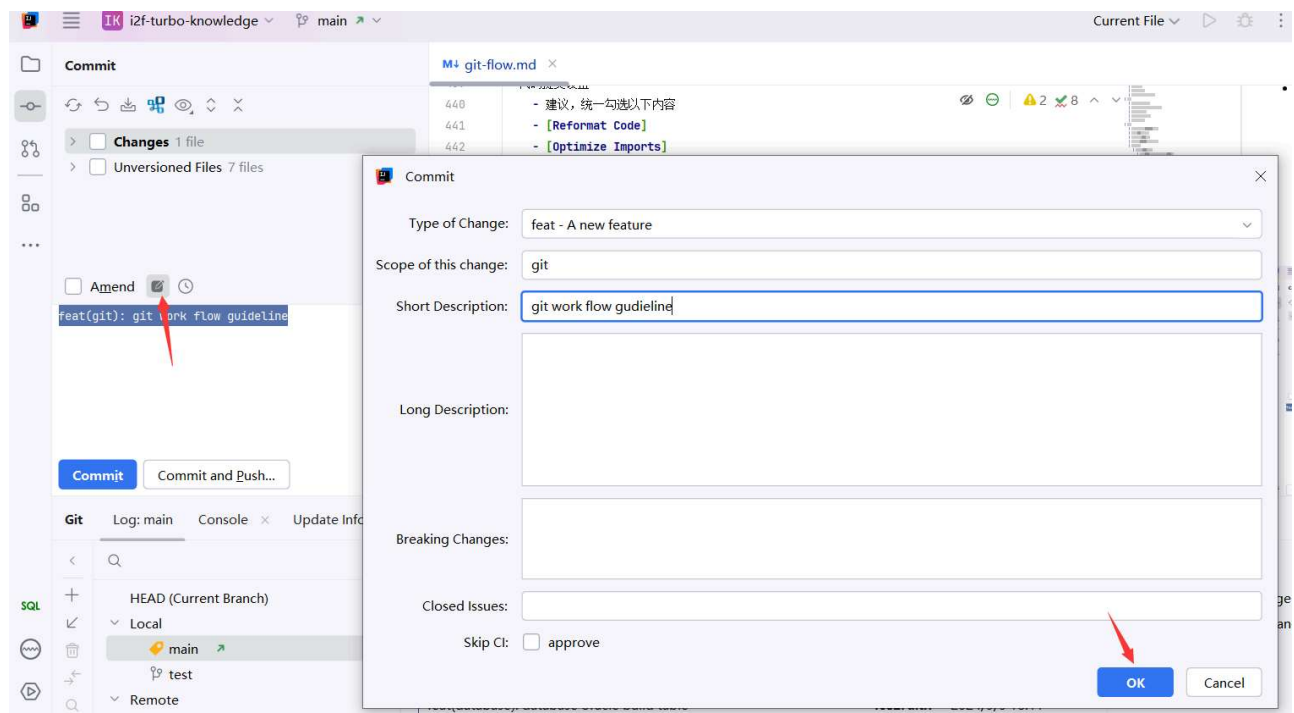 IK i2f-turbo-knowledge main Current File
Commit
M↓ git-flow.md
440 - 建议，统一勾选以下内容
2 8
441 - [Reformat Code]
442 - [Optimize Imports]
Changes 1 file
Unversioned Files 7 files
Commit
Type of Change: feat - A new feature
Scope of this change: git
Short Description: git work flow gudieline
Long Description:
Breaking Changes:
Closed Issues:
Skip CI: approve
OK Cancel
Amend
feat(git): git work flow guideline
Commit Commit and Push...
Git Log: main Console Update Info
HEAD (Current Branch)
Local
main
test
Remote
SQL